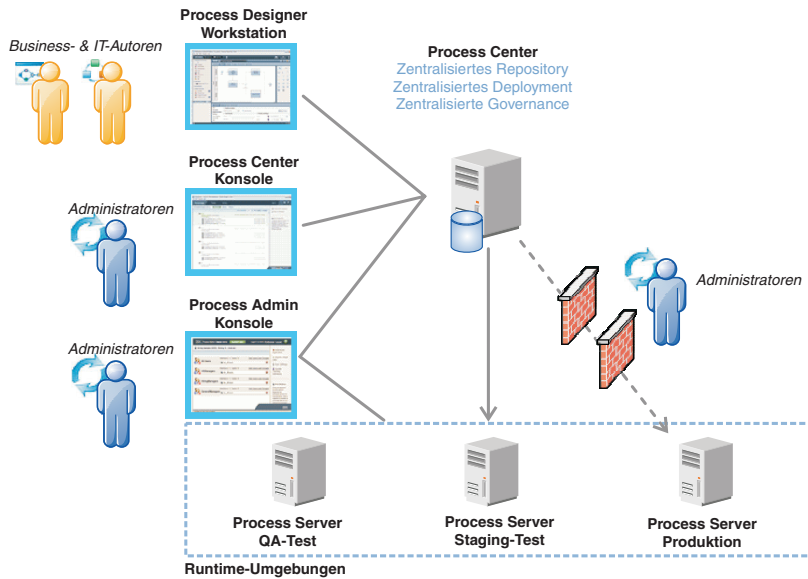 Process Designer
Workstation
Business- & IT-Autoren
Process Center
Zentralisiertes Repository
Zentralisiertes Deployment
Zentralisierte Governance
Process Center
Konsole
Administratoren
Administratoren
Process Admin
Konsole
Administratoren
Process Server
QA-Test
Process Server
Staging-Test
Process Server
Produktion
Runtime-Umgebungen